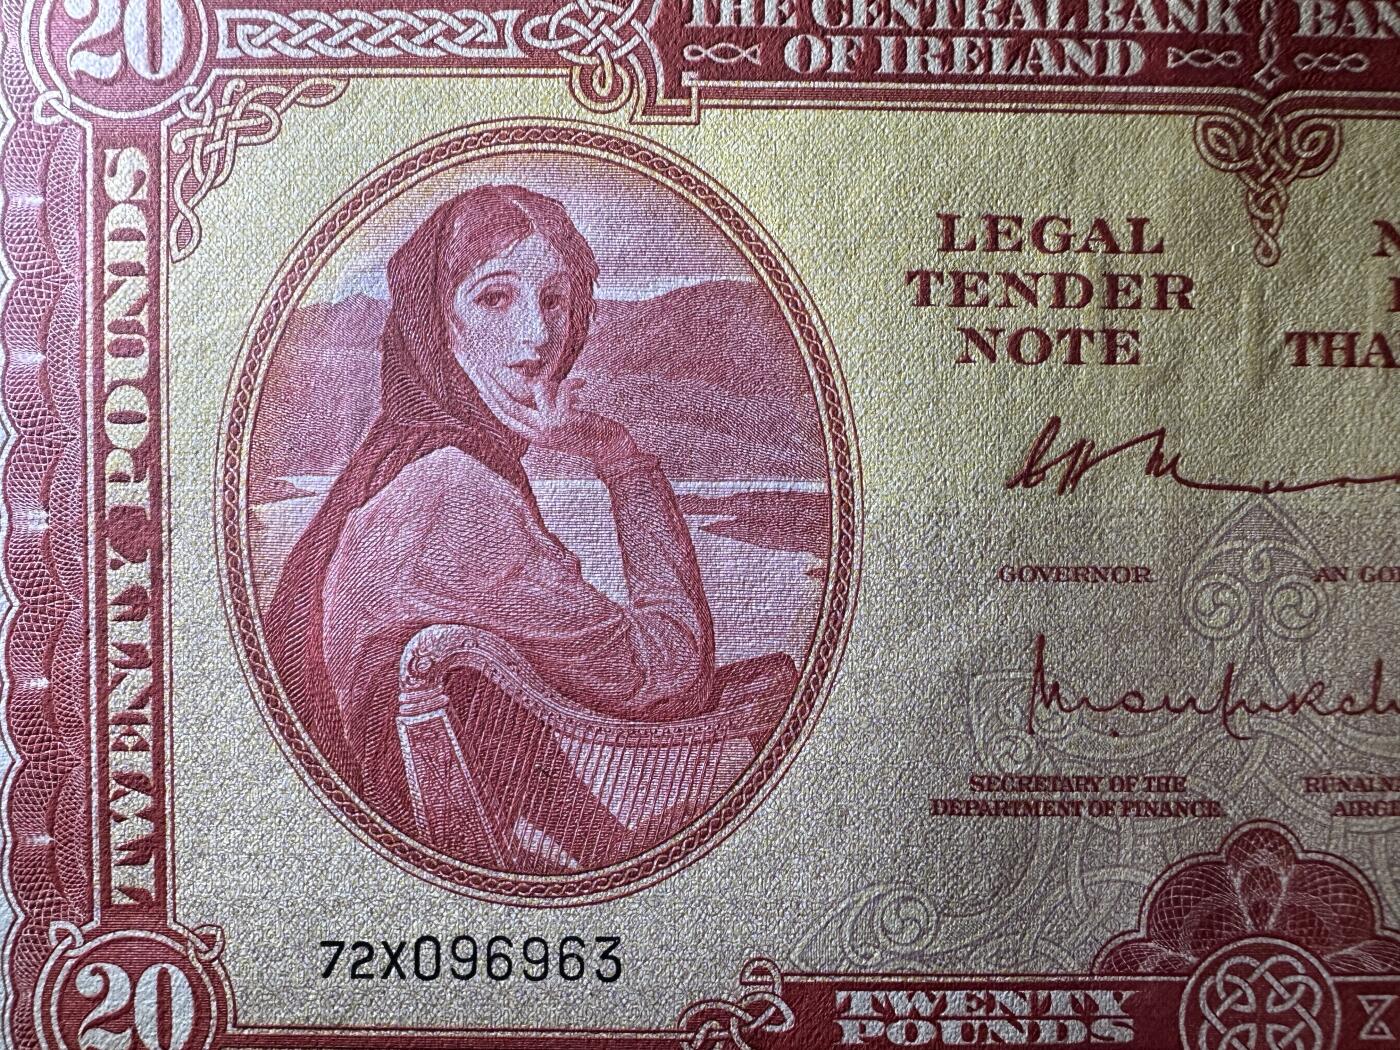 20
THE CENTRAL BANK
OF IRELAND
TWENTY POUNDS
LEGAL
TENDER
NOTE
GOVERNOR
SECRETARY OF THE
DEPARTMENT OF FINANCE
72X096963
20
TWENTY
POUNDS